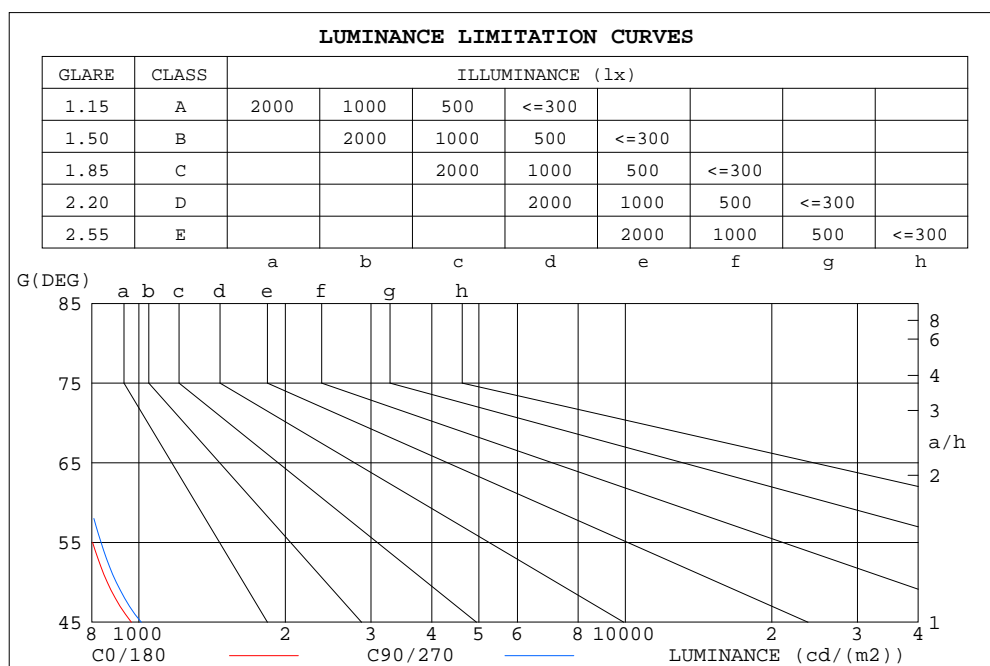 LUMINANCE LIMITATION CURVES
GLARE CLASS ILLUMINANCE (lx)
1.15 A 2000 1000 500 <=300
1.50 B 2000 1000 500 <=300
1.85 C 2000 1000 500 <=300
2.20 D 2000 1000 500 <=300
2.55 E 2000 1000 500 <=300
a b c d e f g h
G(DEG)
a b c d e f g h
85
75
65
55
45
8
6
4
3
a/h
2
1
8 1000 2 3 4 5 6 8 10000 2 3 4
C0/180 C90/270 LUMINANCE (cd/(m2))